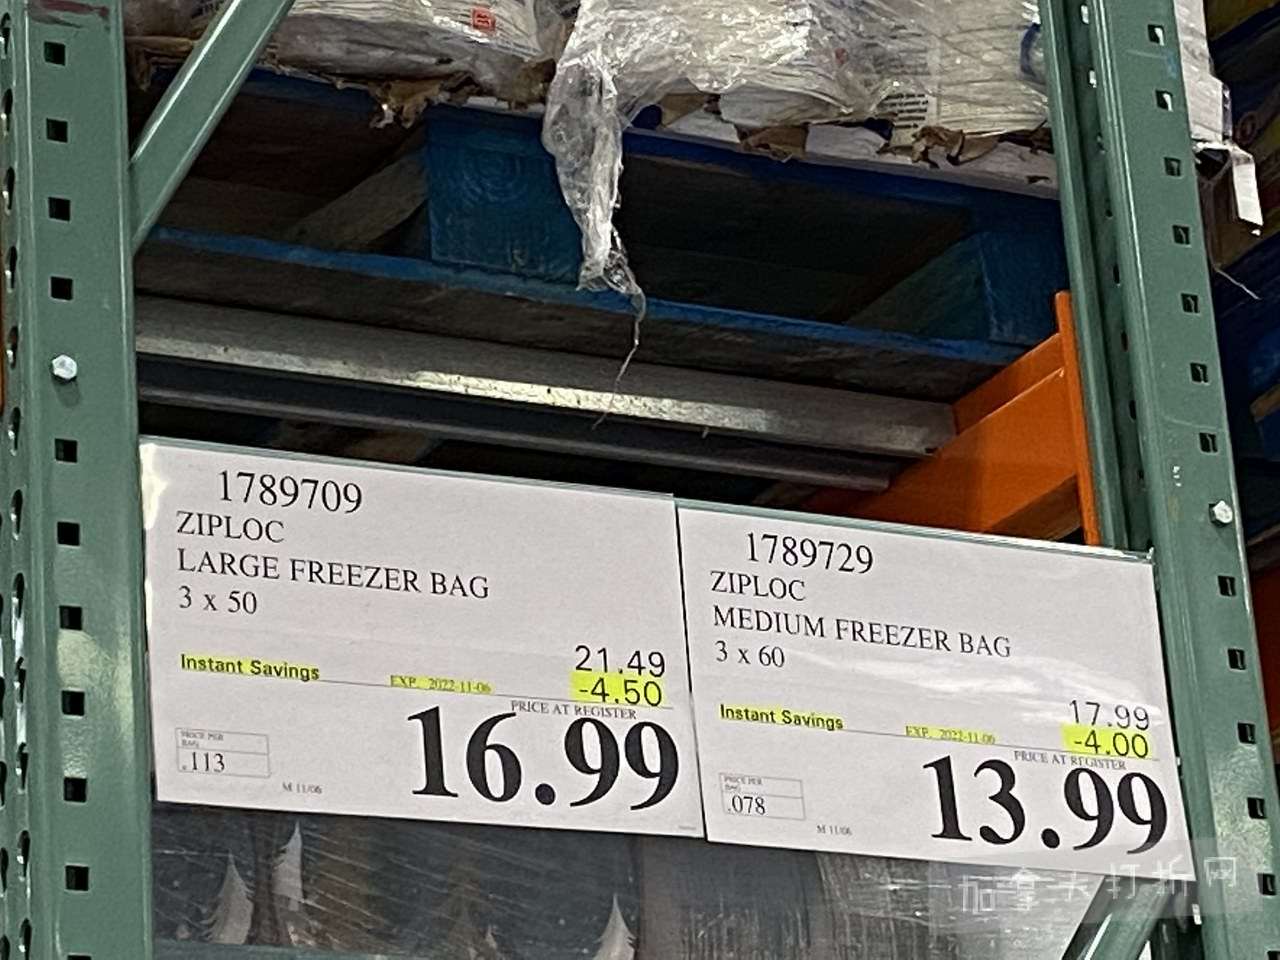 1789709
ZIPLOC
LARGE FREEZER BAG
3 x 50
21.49
Instant Savings EXP. 2022-11-06 -4.50
PRICE AT REGISTER
16.99
PRICE PER
BAG
.113
M 11/06
1789729
ZIPLOC
MEDIUM FREEZER BAG
3 x 60
17.99
Instant Savings EXP. 2022-11-06 -4.00
PRICE AT REGISTER
13.99
PRICE PER
BAG
.078
M 11/06
加拿大打折网